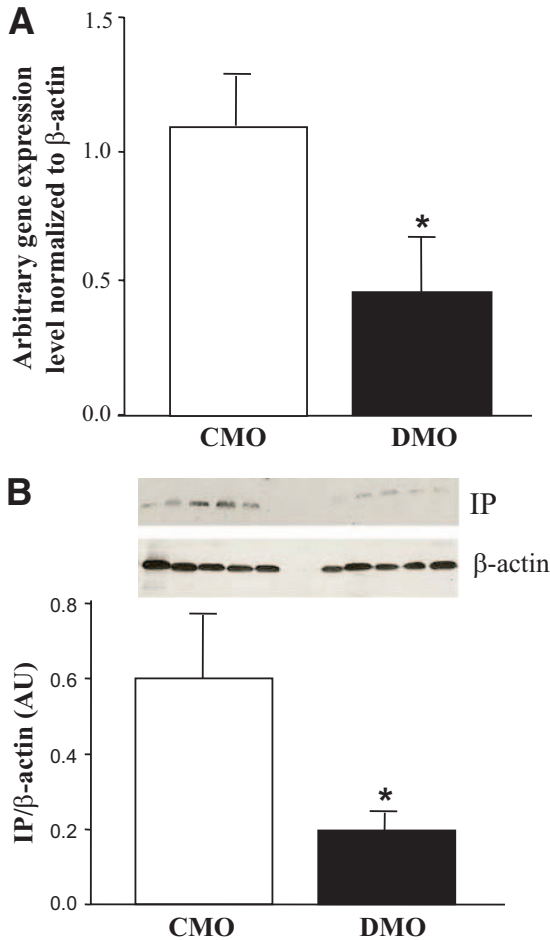 A
Arbitrary gene expression
level normalized to β-actin
1.5
1.0
0.5
0.0
*
CMO
DMO
B
IP
β-actin
IP/β-actin (AU)
0.8
0.6
0.4
0.2
0.0
*
CMO
DMO